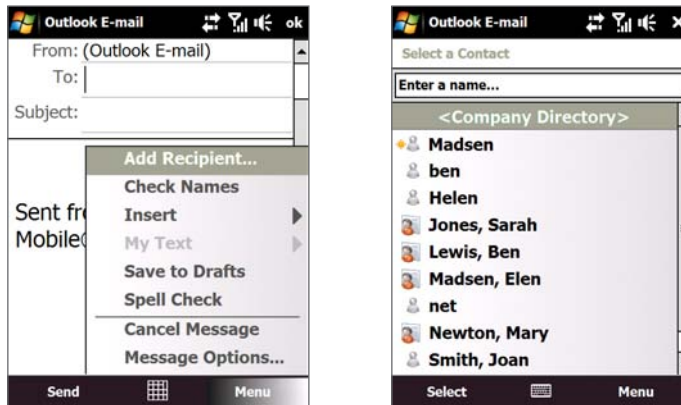 Outlook E-mail
ok
From: (Outlook E-mail)
To:
Subject:
Add Recipient...
Check Names
Insert
My Text
Save to Drafts
Spell Check
Cancel Message
Message Options...
Sent fr
Mobile
Send
Menu
Outlook E-mail
Select a Contact
Enter a name...
<Company Directory>
Madsen
ben
Helen
Jones, Sarah
Lewis, Ben
Madsen, Elen
net
Newton, Mary
Smith, Joan
Select
Menu